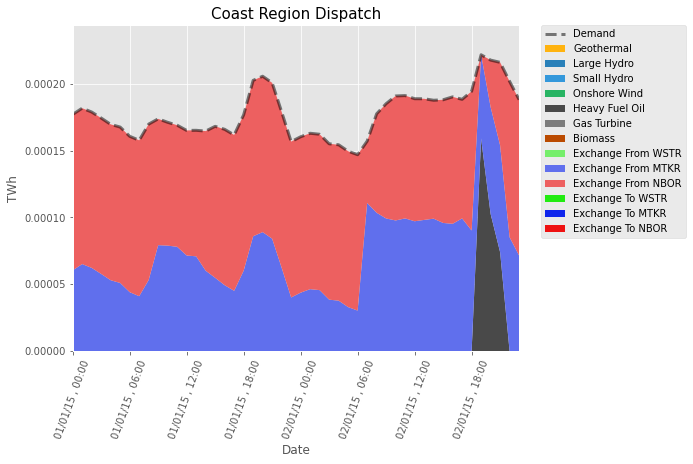 Coast Region Dispatch
TWh
0.00020
0.00015
0.00010
0.00005
0.00000
01/01/15 , 00:00
01/01/15 , 06:00
01/01/15 , 12:00
01/01/15 , 18:00
02/01/15 , 00:00
02/01/15 , 06:00
02/01/15 , 12:00
02/01/15 , 18:00
Date
Demand
Geothermal
Large Hydro
Small Hydro
Onshore Wind
Heavy Fuel Oil
Gas Turbine
Biomass
Exchange From WSTR
Exchange From MTKR
Exchange From NBOR
Exchange To WSTR
Exchange To MTKR
Exchange To NBOR